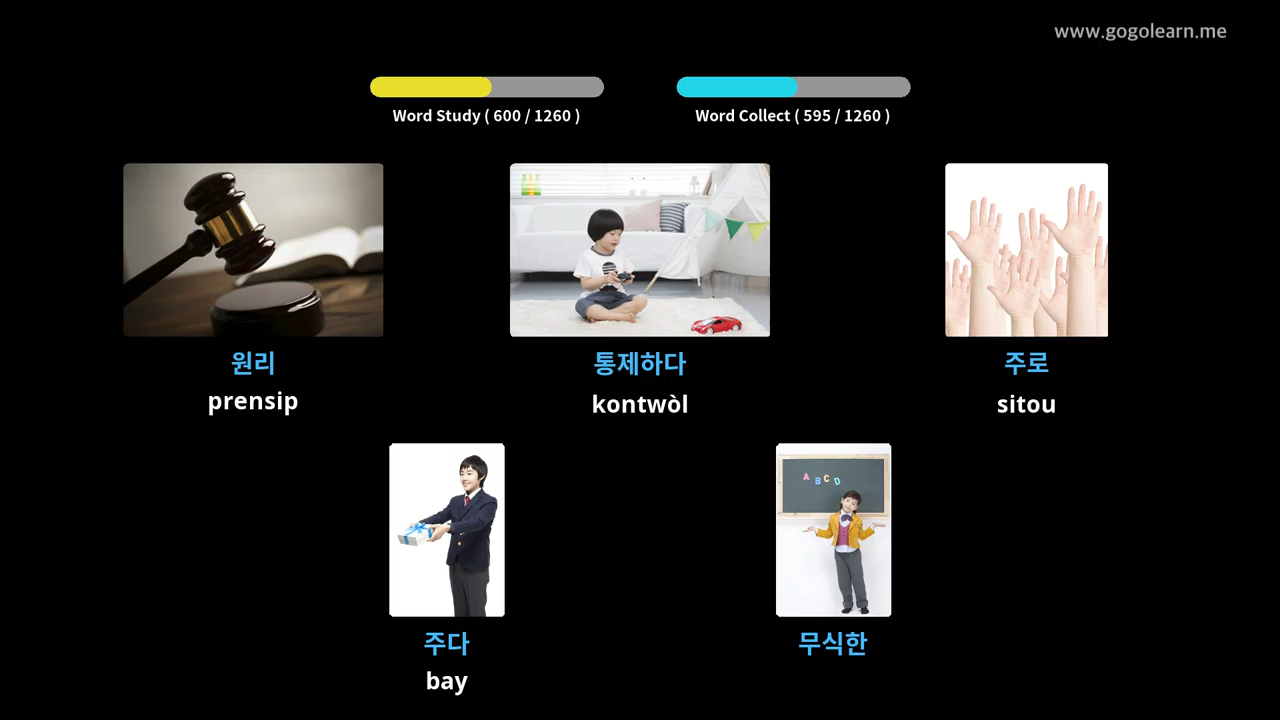 www.gogolearn.me
Word Study ( 600 / 1260 )
Word Collect ( 595 / 1260 )
원리
prensip
통제하다
kontwòl
주로
sitou
A B C D
주다
bay
무식한